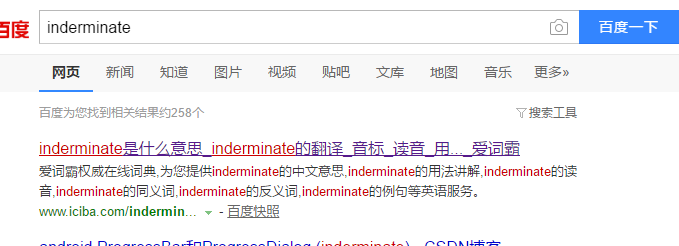 百度 inderminate 百度一下
网页 新闻 知道 图片 视频 贴吧 文库 地图 音乐 更多»
百度为您找到相关结果约258个 搜索工具
inderminate是什么意思_inderminate的翻译_音标_读音_用..._爱词霸
爱词霸权威在线词典,为您提供inderminate的中文意思,inderminate的用法讲解,inderminate的读
音,inderminate的同义词,inderminate的反义词,inderminate的例句等英语服务。
www.iciba.com/indermin... - 百度快照
android ProgressBar和ProgressDialog (inderminate) - CSDN博客